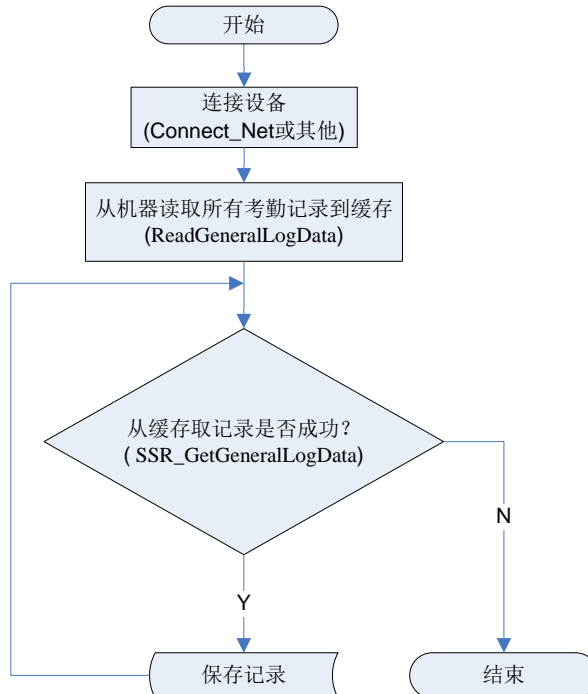 开始
连接设备
(Connect_Net或其他)
从机器读取所有考勤记录到缓存
(ReadGeneralLogData)
从缓存取记录是否成功？
( SSR_GetGeneralLogData)
N
Y
保存记录
结束